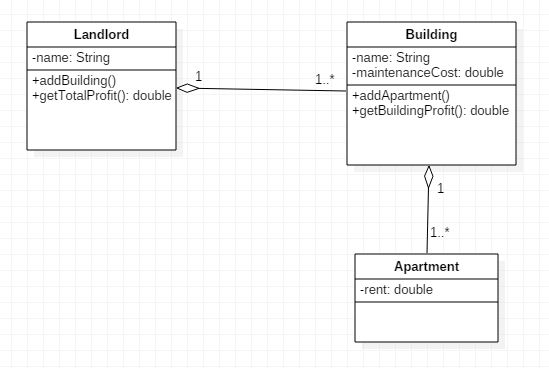 Landlord
-name: String
+addBuilding()
+getTotalProfit(): double
1
1..*
Building
-name: String
-maintenanceCost: double
+addApartment()
+getBuildingProfit(): double
1
1..*
Apartment
-rent: double